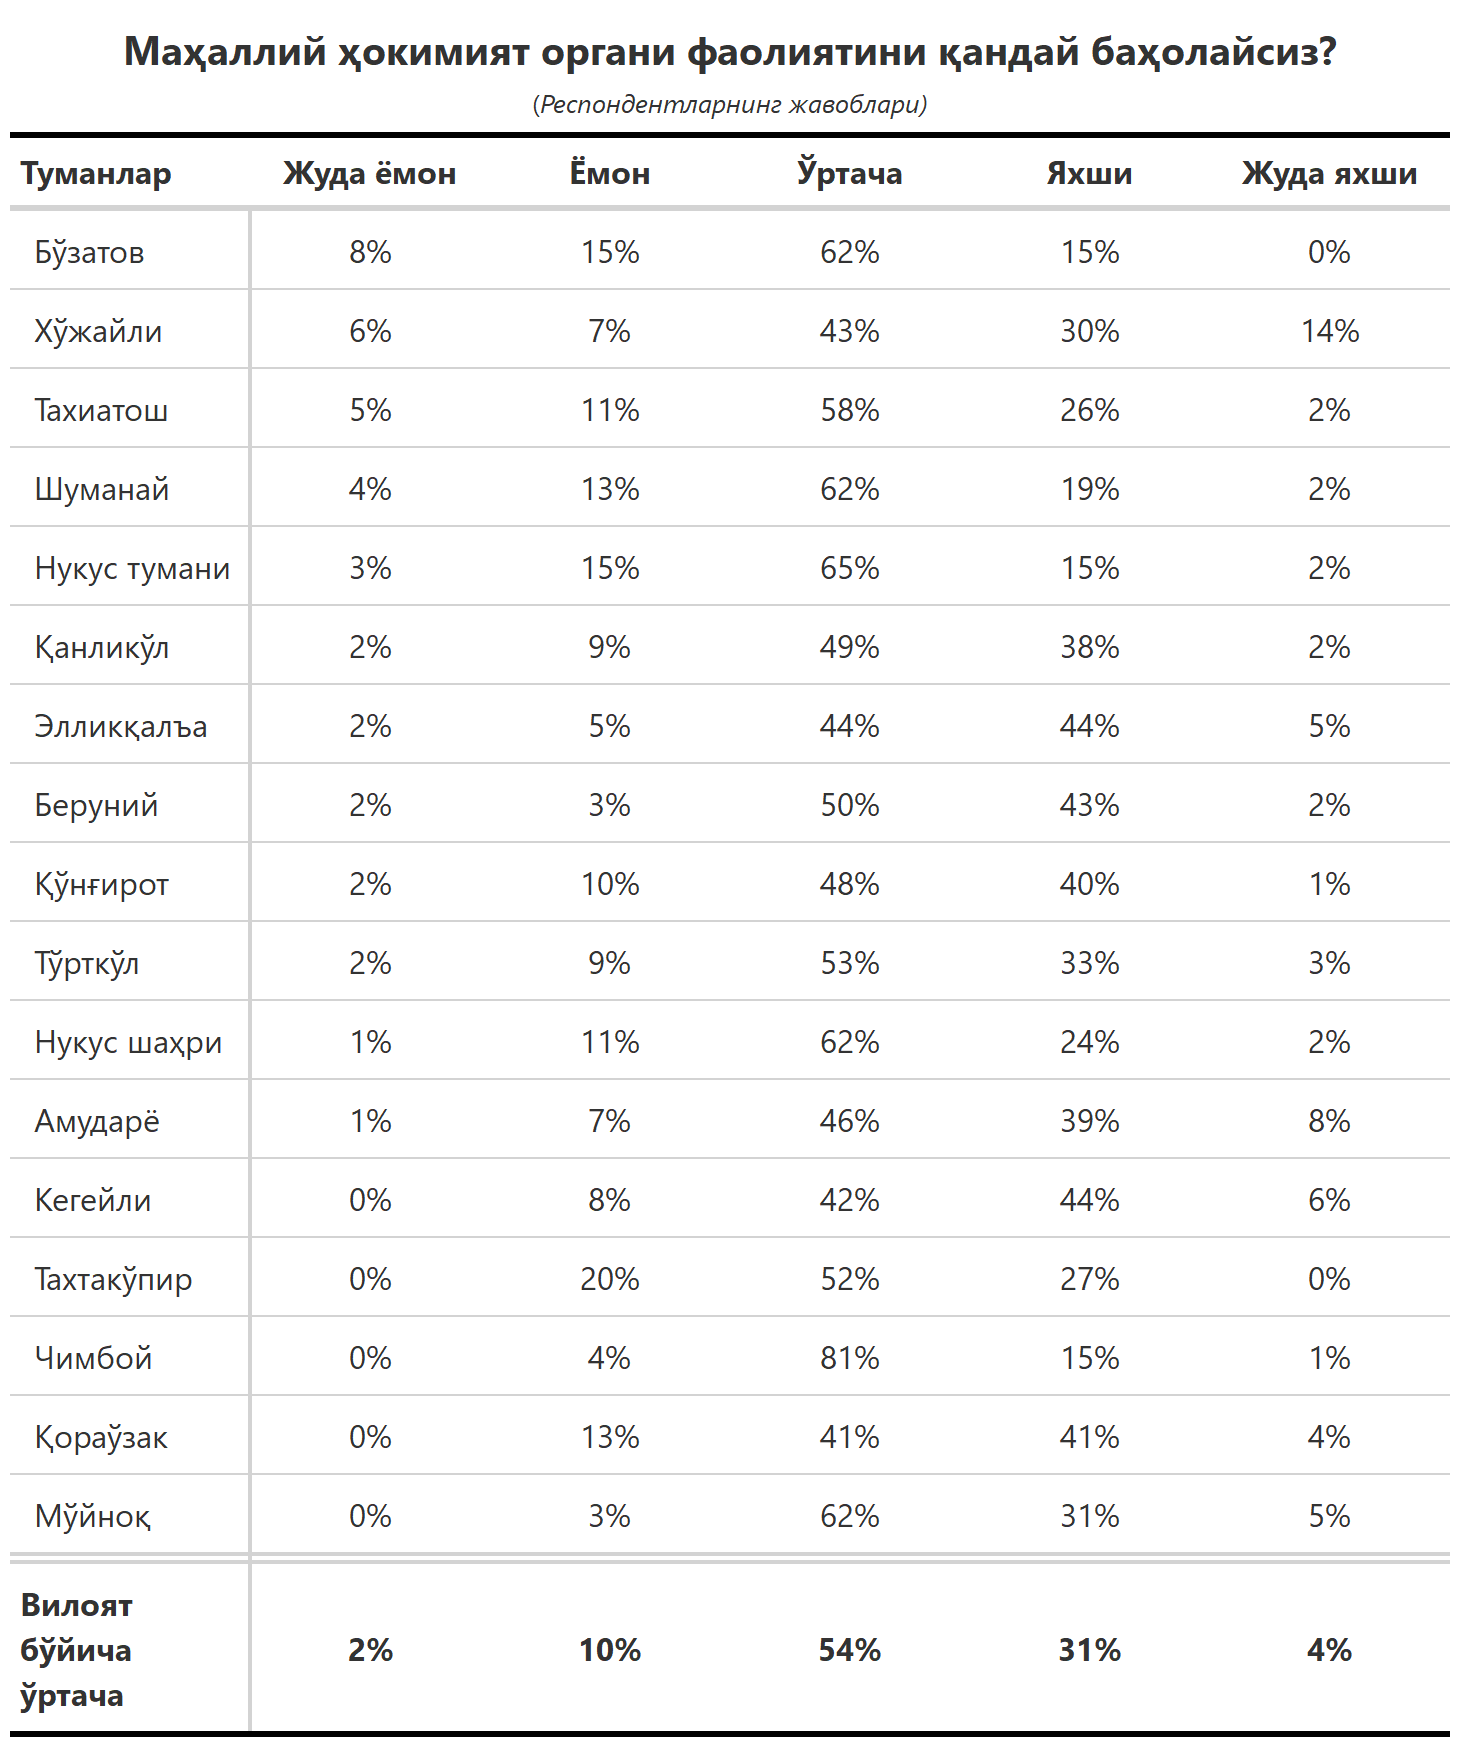 Маҳаллий ҳокимият органи фаолиятини қандай баҳолайсиз?
(Респондентларнинг жавоблари)
Туманлар Жуда ёмон Ёмон Ўртача Яхши Жуда яхши
Бўзатов 8% 15% 62% 15% 0%
Хўжайли 6% 7% 43% 30% 14%
Тахиатош 5% 11% 58% 26% 2%
Шуманай 4% 13% 62% 19% 2%
Нукус тумани 3% 15% 65% 15% 2%
Қанликўл 2% 9% 49% 38% 2%
Элликқалъа 2% 5% 44% 44% 5%
Беруний 2% 3% 50% 43% 2%
Қўнғирот 2% 10% 48% 40% 1%
Тўрткўл 2% 9% 53% 33% 3%
Нукус шаҳри 1% 11% 62% 24% 2%
Амударё 1% 7% 46% 39% 8%
Кегейли 0% 8% 42% 44% 6%
Тахтакўпир 0% 20% 52% 27% 0%
Чимбой 0% 4% 81% 15% 1%
Қораўзак 0% 13% 41% 41% 4%
Мўйноқ 0% 3% 62% 31% 5%
Вилоят
бўйича 2% 10% 54% 31% 4%
ўртача